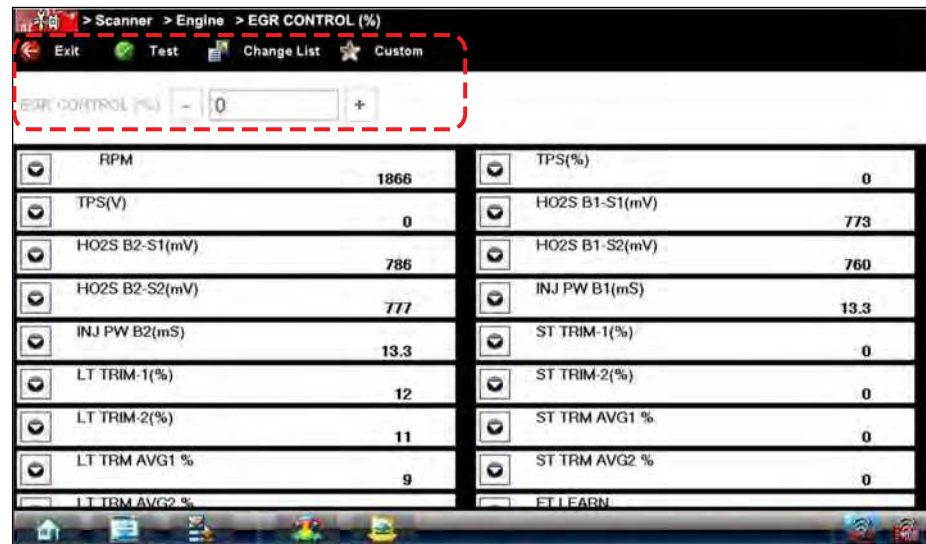 > Scanner > Engine > EGR CONTROL (%)
Exit Test Change List Custom
EGR CONTROL (%) - 0 +
RPM 1866 TPS(%) 0
TPS(V) 0 HO2S B1-S1(mV) 773
HO2S B2-S1(mV) 786 HO2S B1-S2(mV) 760
HO2S B2-S2(mV) 777 INJ PW B1(mS) 13.3
INJ PW B2(mS) 13.3 ST TRIM-1(%) 0
LT TRIM-1(%) 12 ST TRIM-2(%) 0
LT TRIM-2(%) 11 ST TRM AVG1 % 0
LT TRM AVG1 % 9 ST TRM AVG2 % 0
LT TRM AVG2 % FT LEARN